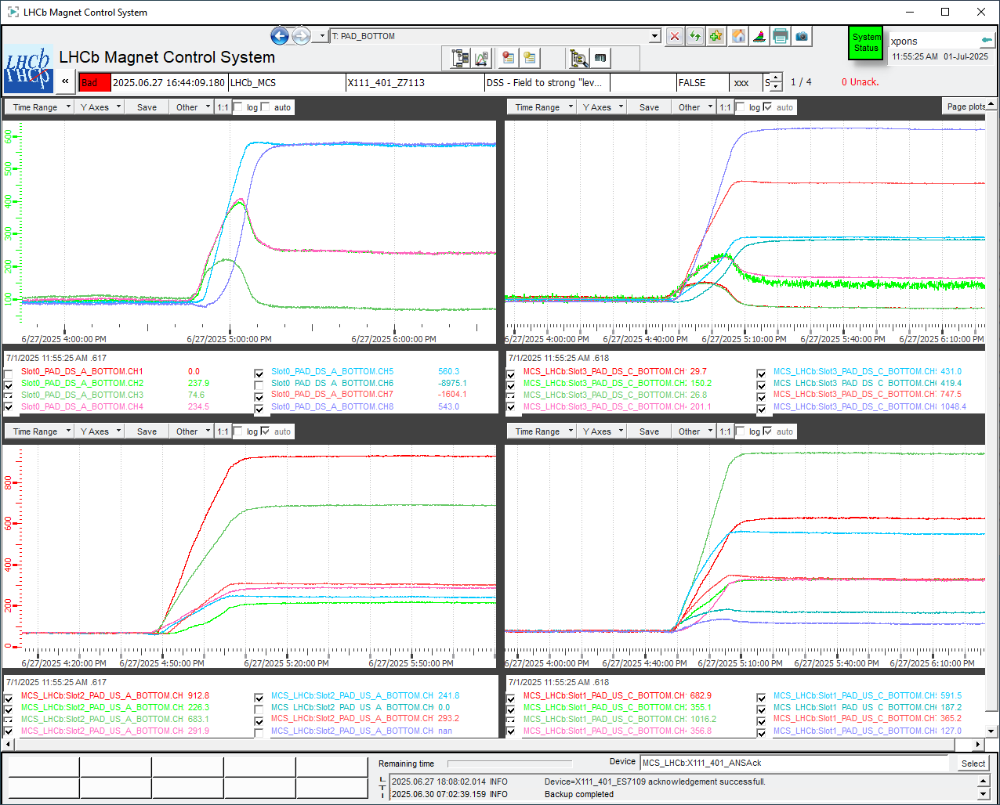 LHCb Magnet Control System
T: PAD_BOTTOM
System Status
xpons
11:55:25 AM 01-Jul-2025
LHCb
LHCb Magnet Control System
Bad 2025.06.27 16:44:09.180 LHCb_MCS X111_401_Z7113 DSS - Field to strong "lev... FALSE xxx S 1 / 4 0 Unack.
Time Range Y Axes Save Other 1:1 log auto
Time Range Y Axes Save Other 1:1 log auto
Page plots
600
500
400
300
200
100
6/27/2025 4:00:00 PM 6/27/2025 5:00:00 PM 6/27/2025 6:00:00 PM
6/27/2025 4:00:00 PM 6/27/2025 4:40:00 PM 6/27/2025 5:10:00 PM 6/27/2025 5:40:00 PM 6/27/2025 6:10:00 PM
7/1/2025 11:55:25 AM .617
Slot0_PAD_DS_A_BOTTOM.CH1 0.0 Slot0_PAD_DS_A_BOTTOM.CH5 560.3
Slot0_PAD_DS_A_BOTTOM.CH2 237.9 Slot0_PAD_DS_A_BOTTOM.CH6 -8975.1
Slot0_PAD_DS_A_BOTTOM.CH3 74.6 Slot0_PAD_DS_A_BOTTOM.CH7 -1604.1
Slot0_PAD_DS_A_BOTTOM.CH4 234.5 Slot0_PAD_DS_A_BOTTOM.CH8 543.0
7/1/2025 11:55:25 AM .618
MCS_LHCb:Slot3_PAD_DS_C_BOTTOM.CH 29.7 MCS_LHCb:Slot3_PAD_DS_C_BOTTOM.CH 431.0
MCS_LHCb:Slot3_PAD_DS_C_BOTTOM.CH 150.2 MCS_LHCb:Slot3_PAD_DS_C_BOTTOM.CH 419.4
MCS_LHCb:Slot3_PAD_DS_C_BOTTOM.CH 26.8 MCS_LHCb:Slot3_PAD_DS_C_BOTTOM.CH 747.5
MCS_LHCb:Slot3_PAD_DS_C_BOTTOM.CH 201.1 MCS_LHCb:Slot3_PAD_DS_C_BOTTOM.CH 1048.4
Time Range Y Axes Save Other 1:1 log auto
Time Range Y Axes Save Other 1:1 log auto
800
600
400
200
0
6/27/2025 4:20:00 PM 6/27/2025 4:50:00 PM 6/27/2025 5:20:00 PM 6/27/2025 5:50:00 PM
6/27/2025 4:00:00 PM 6/27/2025 4:40:00 PM 6/27/2025 5:10:00 PM 6/27/2025 5:40:00 PM 6/27/2025 6:10:00 PM
7/1/2025 11:55:25 AM .617
MCS_LHCb:Slot2_PAD_US_A_BOTTOM.CH 912.8 MCS_LHCb:Slot2_PAD_US_A_BOTTOM.CH 241.8
MCS_LHCb:Slot2_PAD_US_A_BOTTOM.CH 226.3 MCS_LHCb:Slot2_PAD_US_A_BOTTOM.CH 0.0
MCS_LHCb:Slot2_PAD_US_A_BOTTOM.CH 683.1 MCS_LHCb:Slot2_PAD_US_A_BOTTOM.CH 293.2
MCS_LHCb:Slot2_PAD_US_A_BOTTOM.CH 291.9 MCS_LHCb:Slot2_PAD_US_A_BOTTOM.CH nan
7/1/2025 11:55:25 AM .618
MCS_LHCb:Slot1_PAD_US_C_BOTTOM.CH 682.9 MCS_LHCb:Slot1_PAD_US_C_BOTTOM.CH 591.5
MCS_LHCb:Slot1_PAD_US_C_BOTTOM.CH 355.1 MCS_LHCb:Slot1_PAD_US_C_BOTTOM.CH 187.2
MCS_LHCb:Slot1_PAD_US_C_BOTTOM.CH 1016.2 MCS_LHCb:Slot1_PAD_US_C_BOTTOM.CH 365.2
MCS_LHCb:Slot1_PAD_US_C_BOTTOM.CH 356.8 MCS_LHCb:Slot1_PAD_US_C_BOTTOM.CH 127.0
Remaining time Device MCS_LHCb:X111_401_ANSAck Select
2025.06.27 18:08:02.014 INFO Device=X111_401_ES7109 acknowledgement successfull.
2025.06.30 07:02:39.159 INFO Backup completed